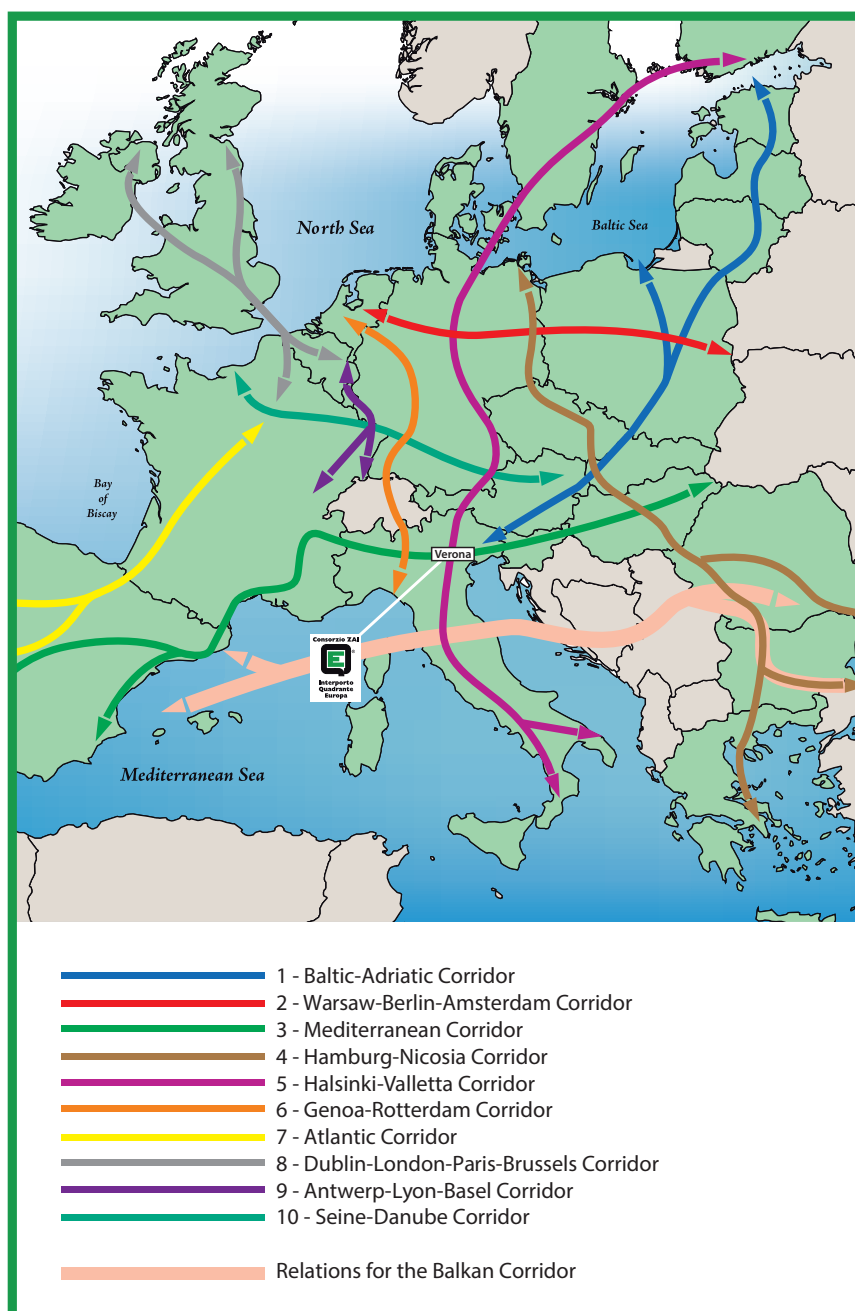 North Sea
Baltic Sea
Bay
of
Biscay
Verona
Consorzio ZAI
QE
®
Interporto
Quadrante
Europa
Mediterranean Sea
1 - Baltic-Adriatic Corridor
2 - Warsaw-Berlin-Amsterdam Corridor
3 - Mediterranean Corridor
4 - Hamburg-Nicosia Corridor
5 - Halsinki-Valletta Corridor
6 - Genoa-Rotterdam Corridor
7 - Atlantic Corridor
8 - Dublin-London-Paris-Brussels Corridor
9 - Antwerp-Lyon-Basel Corridor
10 - Seine-Danube Corridor
Relations for the Balkan Corridor